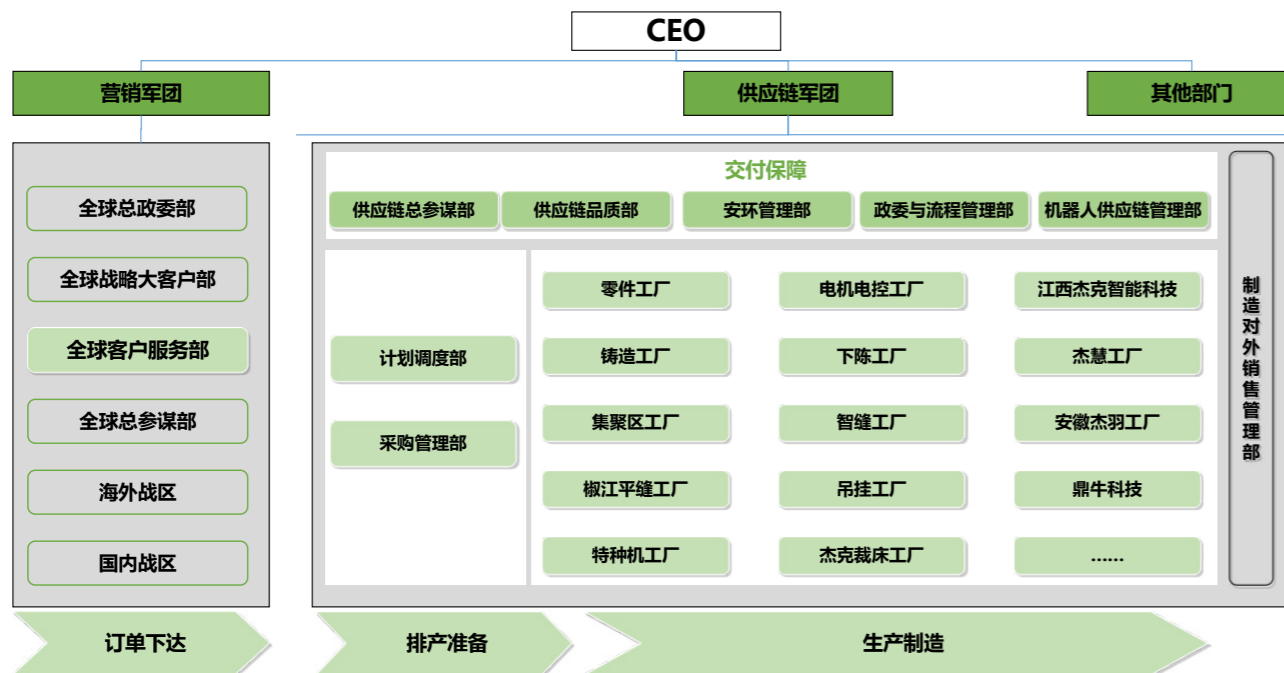 CEO
营销军团
供应链军团
其他部门
全球总政委部
全球战略大客户部
全球客户服务部
全球总参谋部
海外战区
国内战区
交付保障
供应链总参谋部
供应链品质部
安环管理部
政委与流程管理部
机器人供应链管理部
计划调度部
采购管理部
零件工厂
电机电控工厂
江西杰克智能科技
铸造工厂
下陈工厂
杰慧工厂
集聚区工厂
智缝工厂
安徽杰羽工厂
椒江平缝工厂
吊挂工厂
鼎牛科技
特种机工厂
杰克裁床工厂
……
制造对外销售管理部
订单下达
排产准备
生产制造